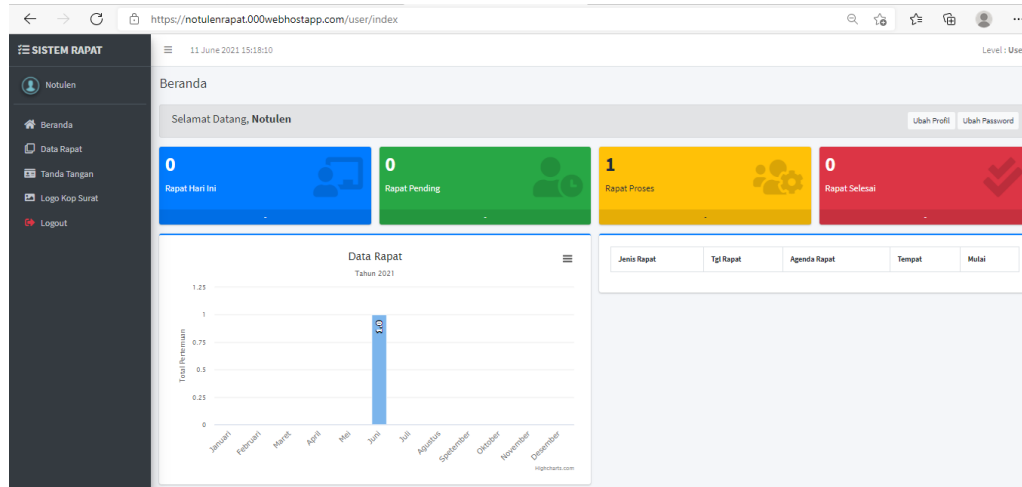 https://notulenrapat.000webhostapp.com/user/index
SISTEM RAPAT
11 June 2021 15:18:10
Level : Use
Notulen
Beranda
Data Rapat
Tanda Tangan
Logo Kop Surat
Logout
Beranda
Selamat Datang, Notulen
Ubah Profil
Ubah Password
0
Rapat Hari Ini
-
0
Rapat Pending
-
1
Rapat Proses
-
0
Rapat Selesai
-
Data Rapat
Tahun 2021
Total Pertemuan
1.25
1
0.75
0.5
0.25
0
1.0
Januari
Februari
Maret
April
Mei
Juni
Juli
Agustus
Spetember
Oktober
November
Desember
Highcharts.com
Jenis Rapat
Tgl Rapat
Agenda Rapat
Tempat
Mulai